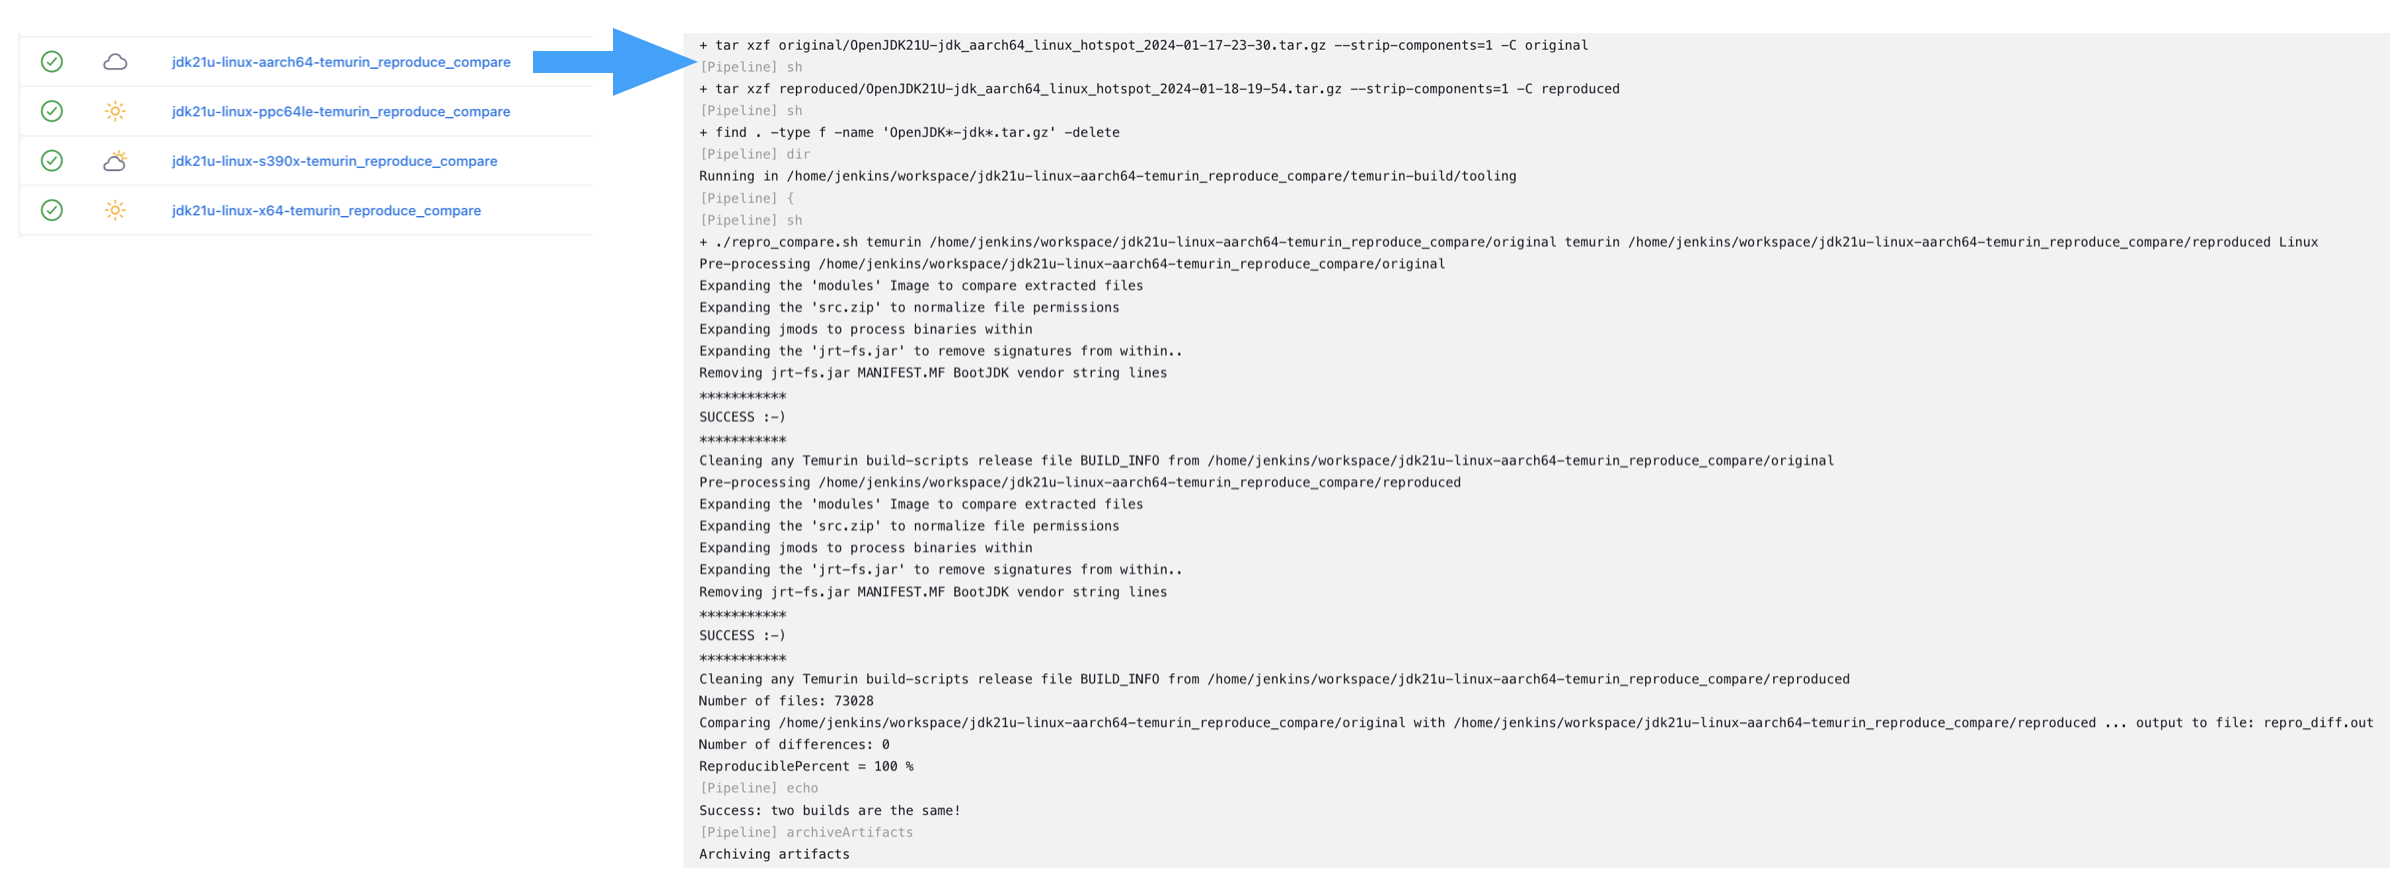 jdk21u-linux-aarch64-temurin_reproduce_compare
jdk21u-linux-ppc64le-temurin_reproduce_compare
jdk21u-linux-s390x-temurin_reproduce_compare
jdk21u-linux-x64-temurin_reproduce_compare
+ tar xzf original/OpenJDK21U-jdk_aarch64_linux_hotspot_2024-01-17-23-30.tar.gz --strip-components=1 -C original
[Pipeline] sh
+ tar xzf reproduced/OpenJDK21U-jdk_aarch64_linux_hotspot_2024-01-18-19-54.tar.gz --strip-components=1 -C reproduced
[Pipeline] sh
+ find . -type f -name 'OpenJDK*-jdk*.tar.gz' -delete
[Pipeline] dir
Running in /home/jenkins/workspace/jdk21u-linux-aarch64-temurin_reproduce_compare/temurin-build/tooling
[Pipeline] {
[Pipeline] sh
+ ./repro_compare.sh temurin /home/jenkins/workspace/jdk21u-linux-aarch64-temurin_reproduce_compare/original temurin /home/jenkins/workspace/jdk21u-linux-aarch64-temurin_reproduce_compare/reproduced Linux
Pre-processing /home/jenkins/workspace/jdk21u-linux-aarch64-temurin_reproduce_compare/original
Expanding the 'modules' Image to compare extracted files
Expanding the 'src.zip' to normalize file permissions
Expanding jmods to process binaries within
Expanding the 'jrt-fs.jar' to remove signatures from within..
Removing jrt-fs.jar MANIFEST.MF BootJDK vendor string lines
***********
SUCCESS :-)
***********
Cleaning any Temurin build-scripts release file BUILD_INFO from /home/jenkins/workspace/jdk21u-linux-aarch64-temurin_reproduce_compare/original
Pre-processing /home/jenkins/workspace/jdk21u-linux-aarch64-temurin_reproduce_compare/reproduced
Expanding the 'modules' Image to compare extracted files
Expanding the 'src.zip' to normalize file permissions
Expanding jmods to process binaries within
Expanding the 'jrt-fs.jar' to remove signatures from within..
Removing jrt-fs.jar MANIFEST.MF BootJDK vendor string lines
***********
SUCCESS :-)
***********
Cleaning any Temurin build-scripts release file BUILD_INFO from /home/jenkins/workspace/jdk21u-linux-aarch64-temurin_reproduce_compare/reproduced
Number of files: 73028
Comparing /home/jenkins/workspace/jdk21u-linux-aarch64-temurin_reproduce_compare/original with /home/jenkins/workspace/jdk21u-linux-aarch64-temurin_reproduce_compare/reproduced ... output to file: repro_diff.out
Number of differences: 0
ReproduciblePercent = 100 %
[Pipeline] echo
Success: two builds are the same!
[Pipeline] archiveArtifacts
Archiving artifacts